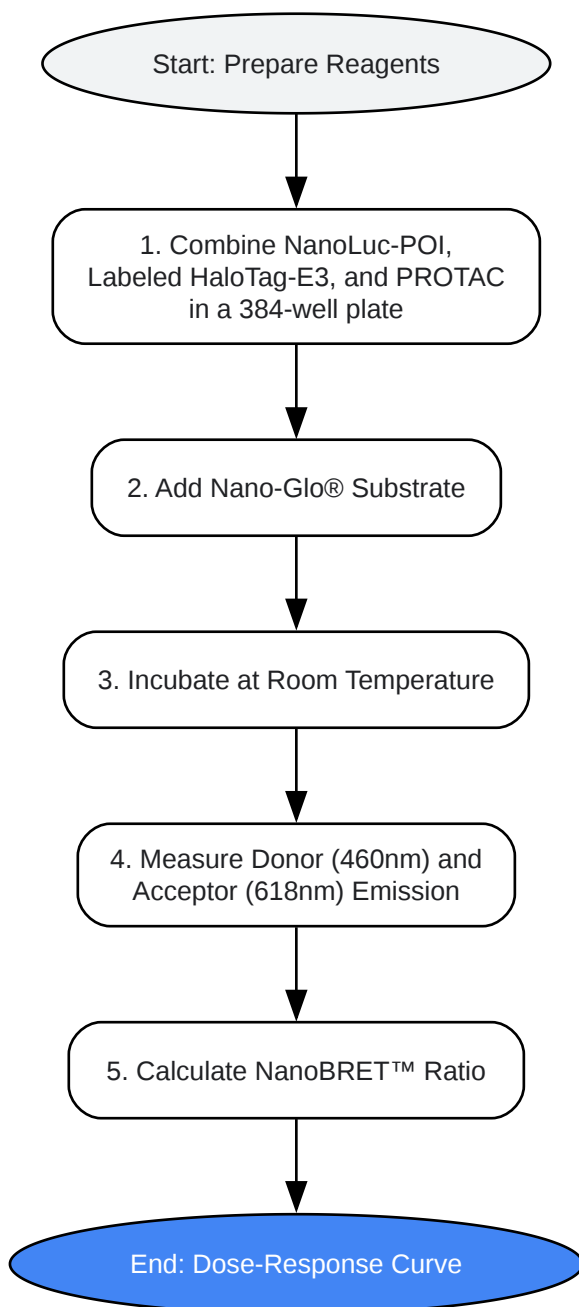 Start: Prepare Reagents
1. Combine NanoLuc-POI,
Labeled HaloTag-E3, and PROTAC
in a 384-well plate
2. Add Nano-Glo® Substrate
3. Incubate at Room Temperature
4. Measure Donor (460nm) and
Acceptor (618nm) Emission
5. Calculate NanoBRET™ Ratio
End: Dose-Response Curve